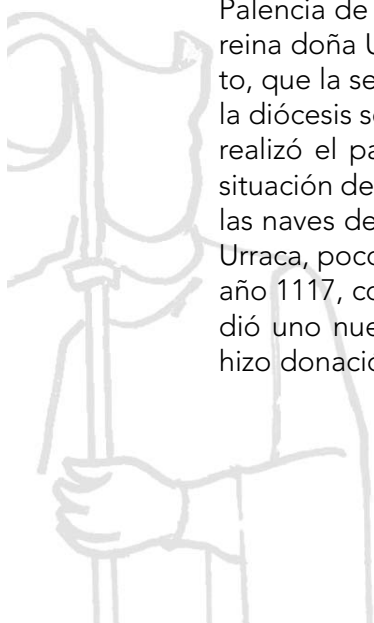 Palencia de
reina doña U
to, que la se
la diócesis s
realizó el pa
situación de
las naves de
Urraca, poco
año 1117, co
dió uno nue
hizo donació